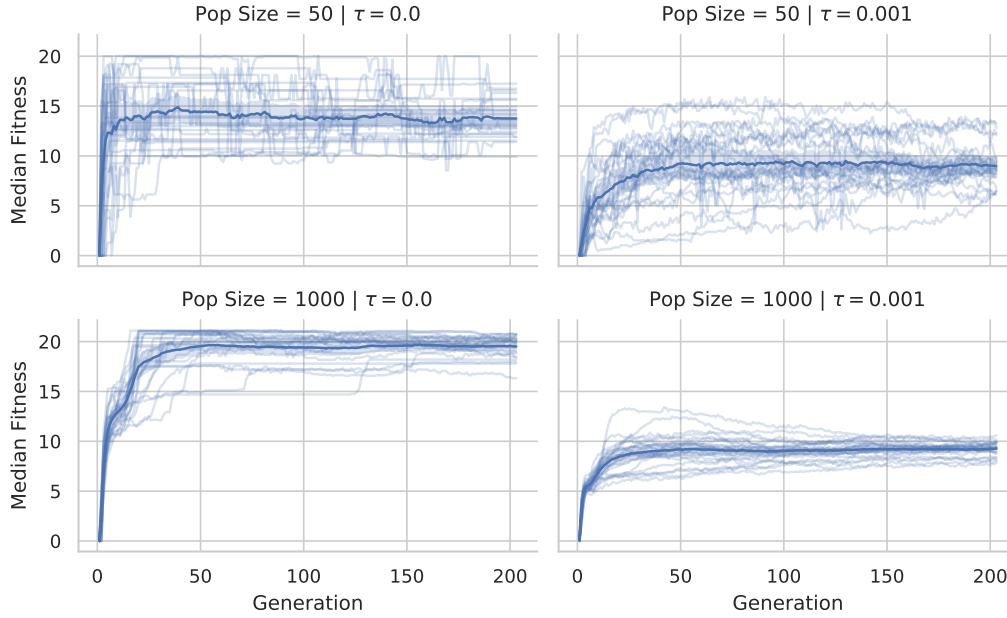 Pop Size = 50 | τ = 0.0
Pop Size = 50 | τ = 0.001
Median Fitness
20
15
10
5
0
Pop Size = 1000 | τ = 0.0
Pop Size = 1000 | τ = 0.001
Median Fitness
20
15
10
5
0
0 50 100 150 200
0 50 100 150 200
Generation
Generation